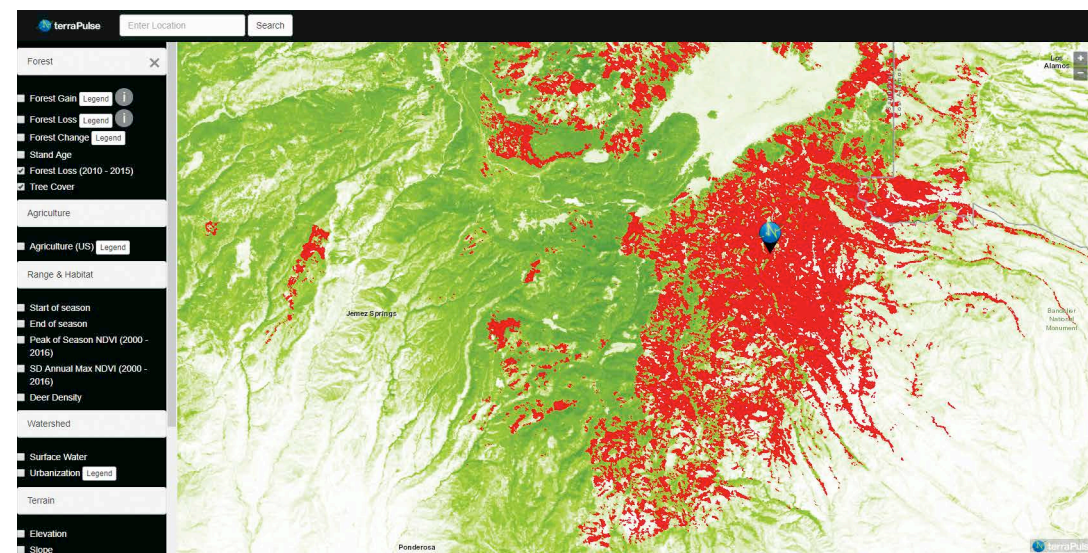 terraPulse
Enter Location
Search
Forest
Forest Gain Legend i
Forest Loss Legend i
Forest Change Legend
Stand Age
Forest Loss (2010 - 2015)
Tree Cover
Agriculture
Agriculture (US) Legend
Range & Habitat
Start of season
End of season
Peak of Season NDVI (2000 -
2016)
SD Annual Max NDVI (2000 -
2016)
Deer Density
Watershed
Surface Water
Urbanization Legend
Terrain
Elevation
Slope
Los
Alamos
Jemez Springs
Bandelier
National
Monument
Ponderosa
terraPulse